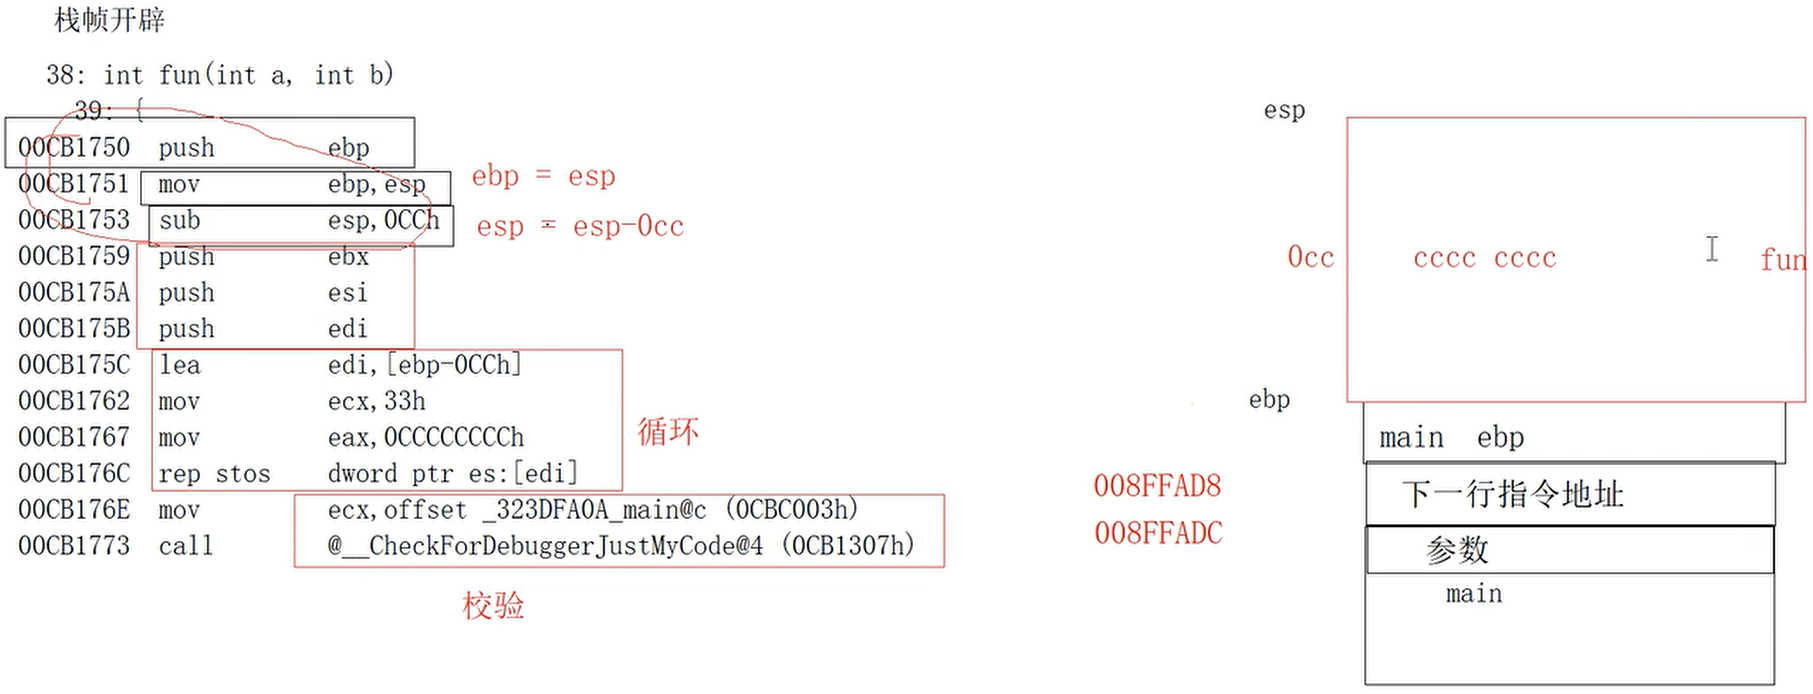 栈帧开辟
38: int fun(int a, int b)
39: {
00CB1750 push ebp
00CB1751 mov ebp,esp
ebp = esp
00CB1753 sub esp,0CCh
esp = esp-0cc
00CB1759 push ebx
00CB175A push esi
00CB175B push edi
00CB175C lea edi,[ebp-0CCh]
00CB1762 mov ecx,33h
00CB1767 mov eax,0CCCCCCCCh
循环
00CB176C rep stos dword ptr es:[edi]
00CB176E mov ecx,offset _323DFA0A_main@c (0CBC003h)
00CB1773 call @__CheckForDebuggerJustMyCode@4 (0CB1307h)
校验
esp
0cc cccc cccc fun
ebp
main ebp
008FFAD8 下一行指令地址
008FFADC 参数
main